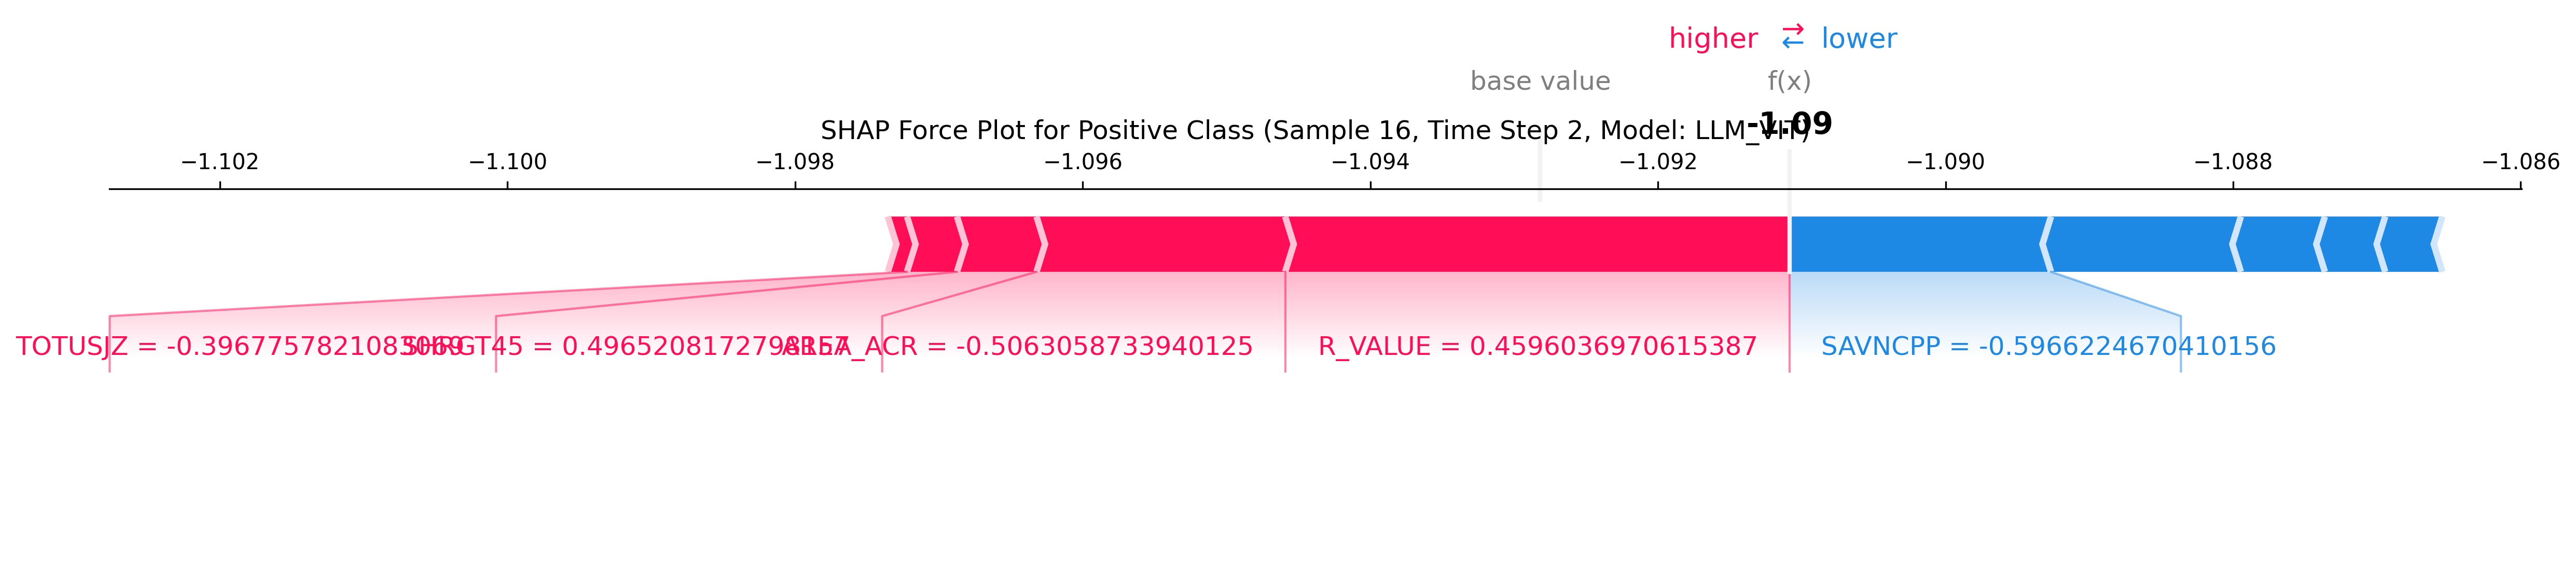 higher ⇄ lower
base value f(x)
SHAP Force Plot for Positive Class (Sample 16, Time Step 2, Model: LLM_VIT) -1.09
−1.102 −1.100 −1.098 −1.096 −1.094 −1.092 −1.090 −1.088 −1.086
TOTUSJZ = -0.3967757821083069 SHRGT45 = 0.4965208172798157 AREA_ACR = -0.5063058733940125 R_VALUE = 0.4596036970615387 SAVNCPP = -0.5966224670410156